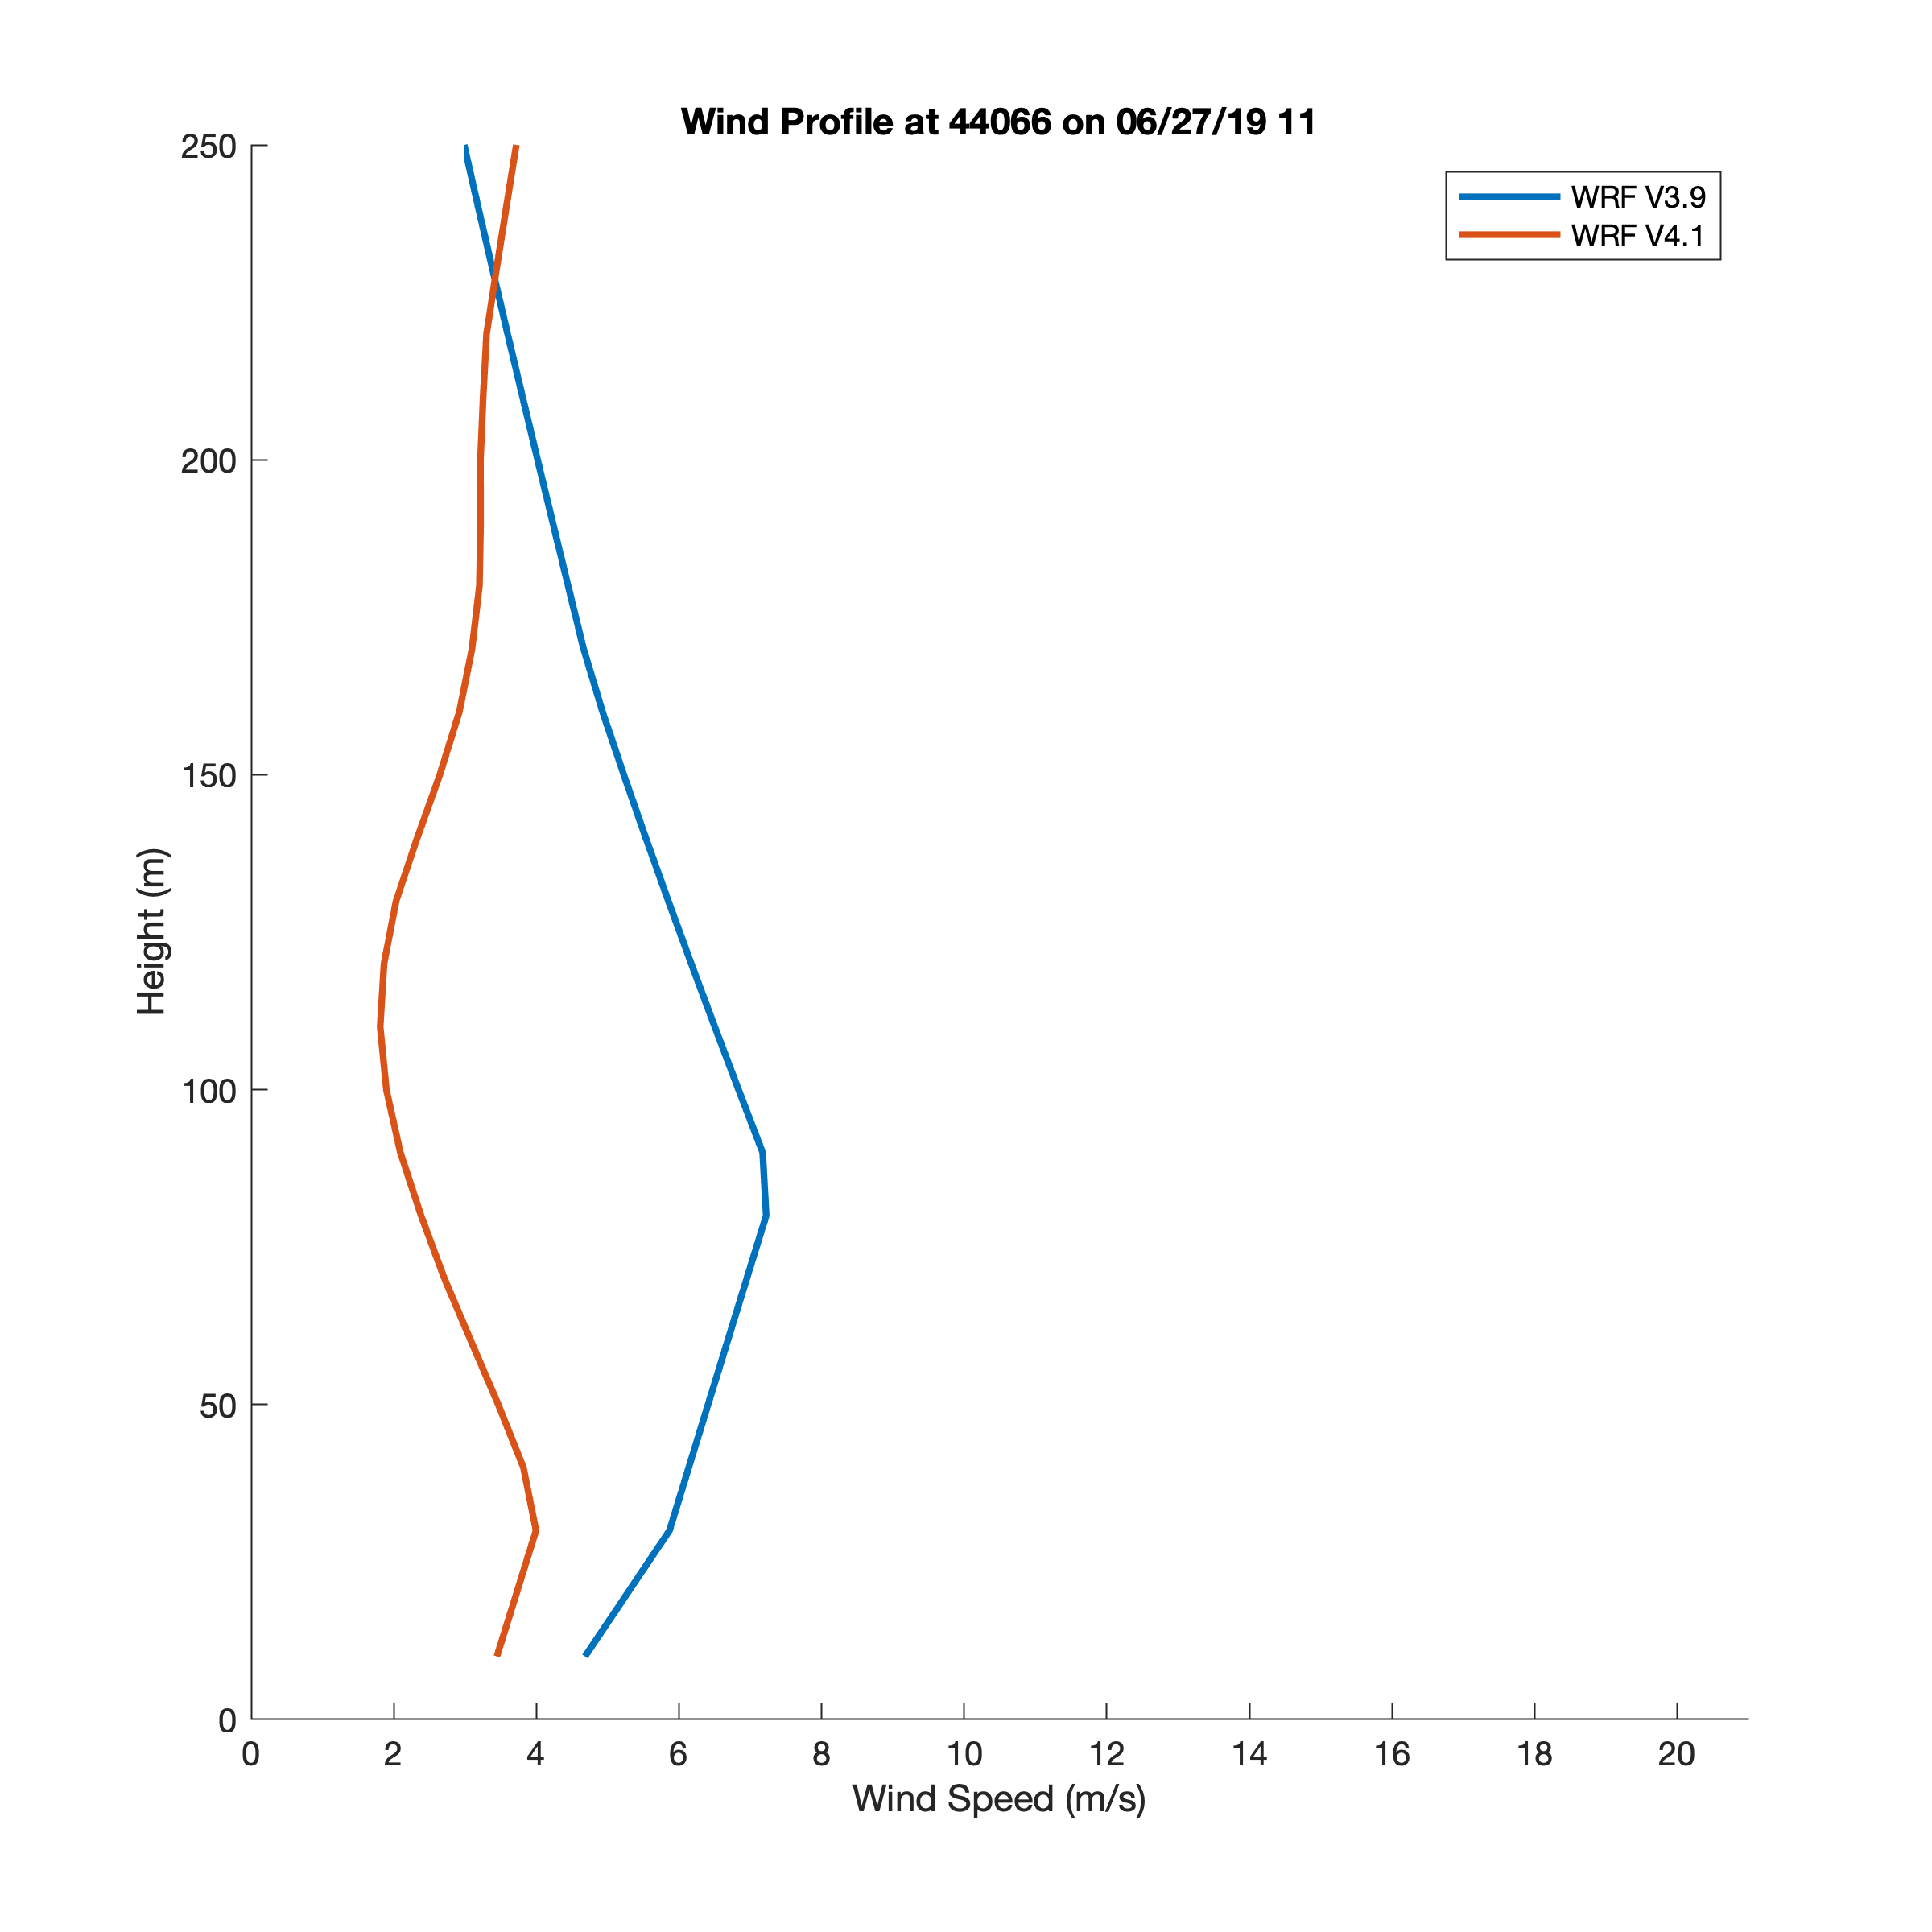 Wind Profile at 44066 on 06/27/19 11
WRF V3.9
WRF V4.1
250
200
150
100
50
0
Height (m)
0 2 4 6 8 10 12 14 16 18 20
Wind Speed (m/s)